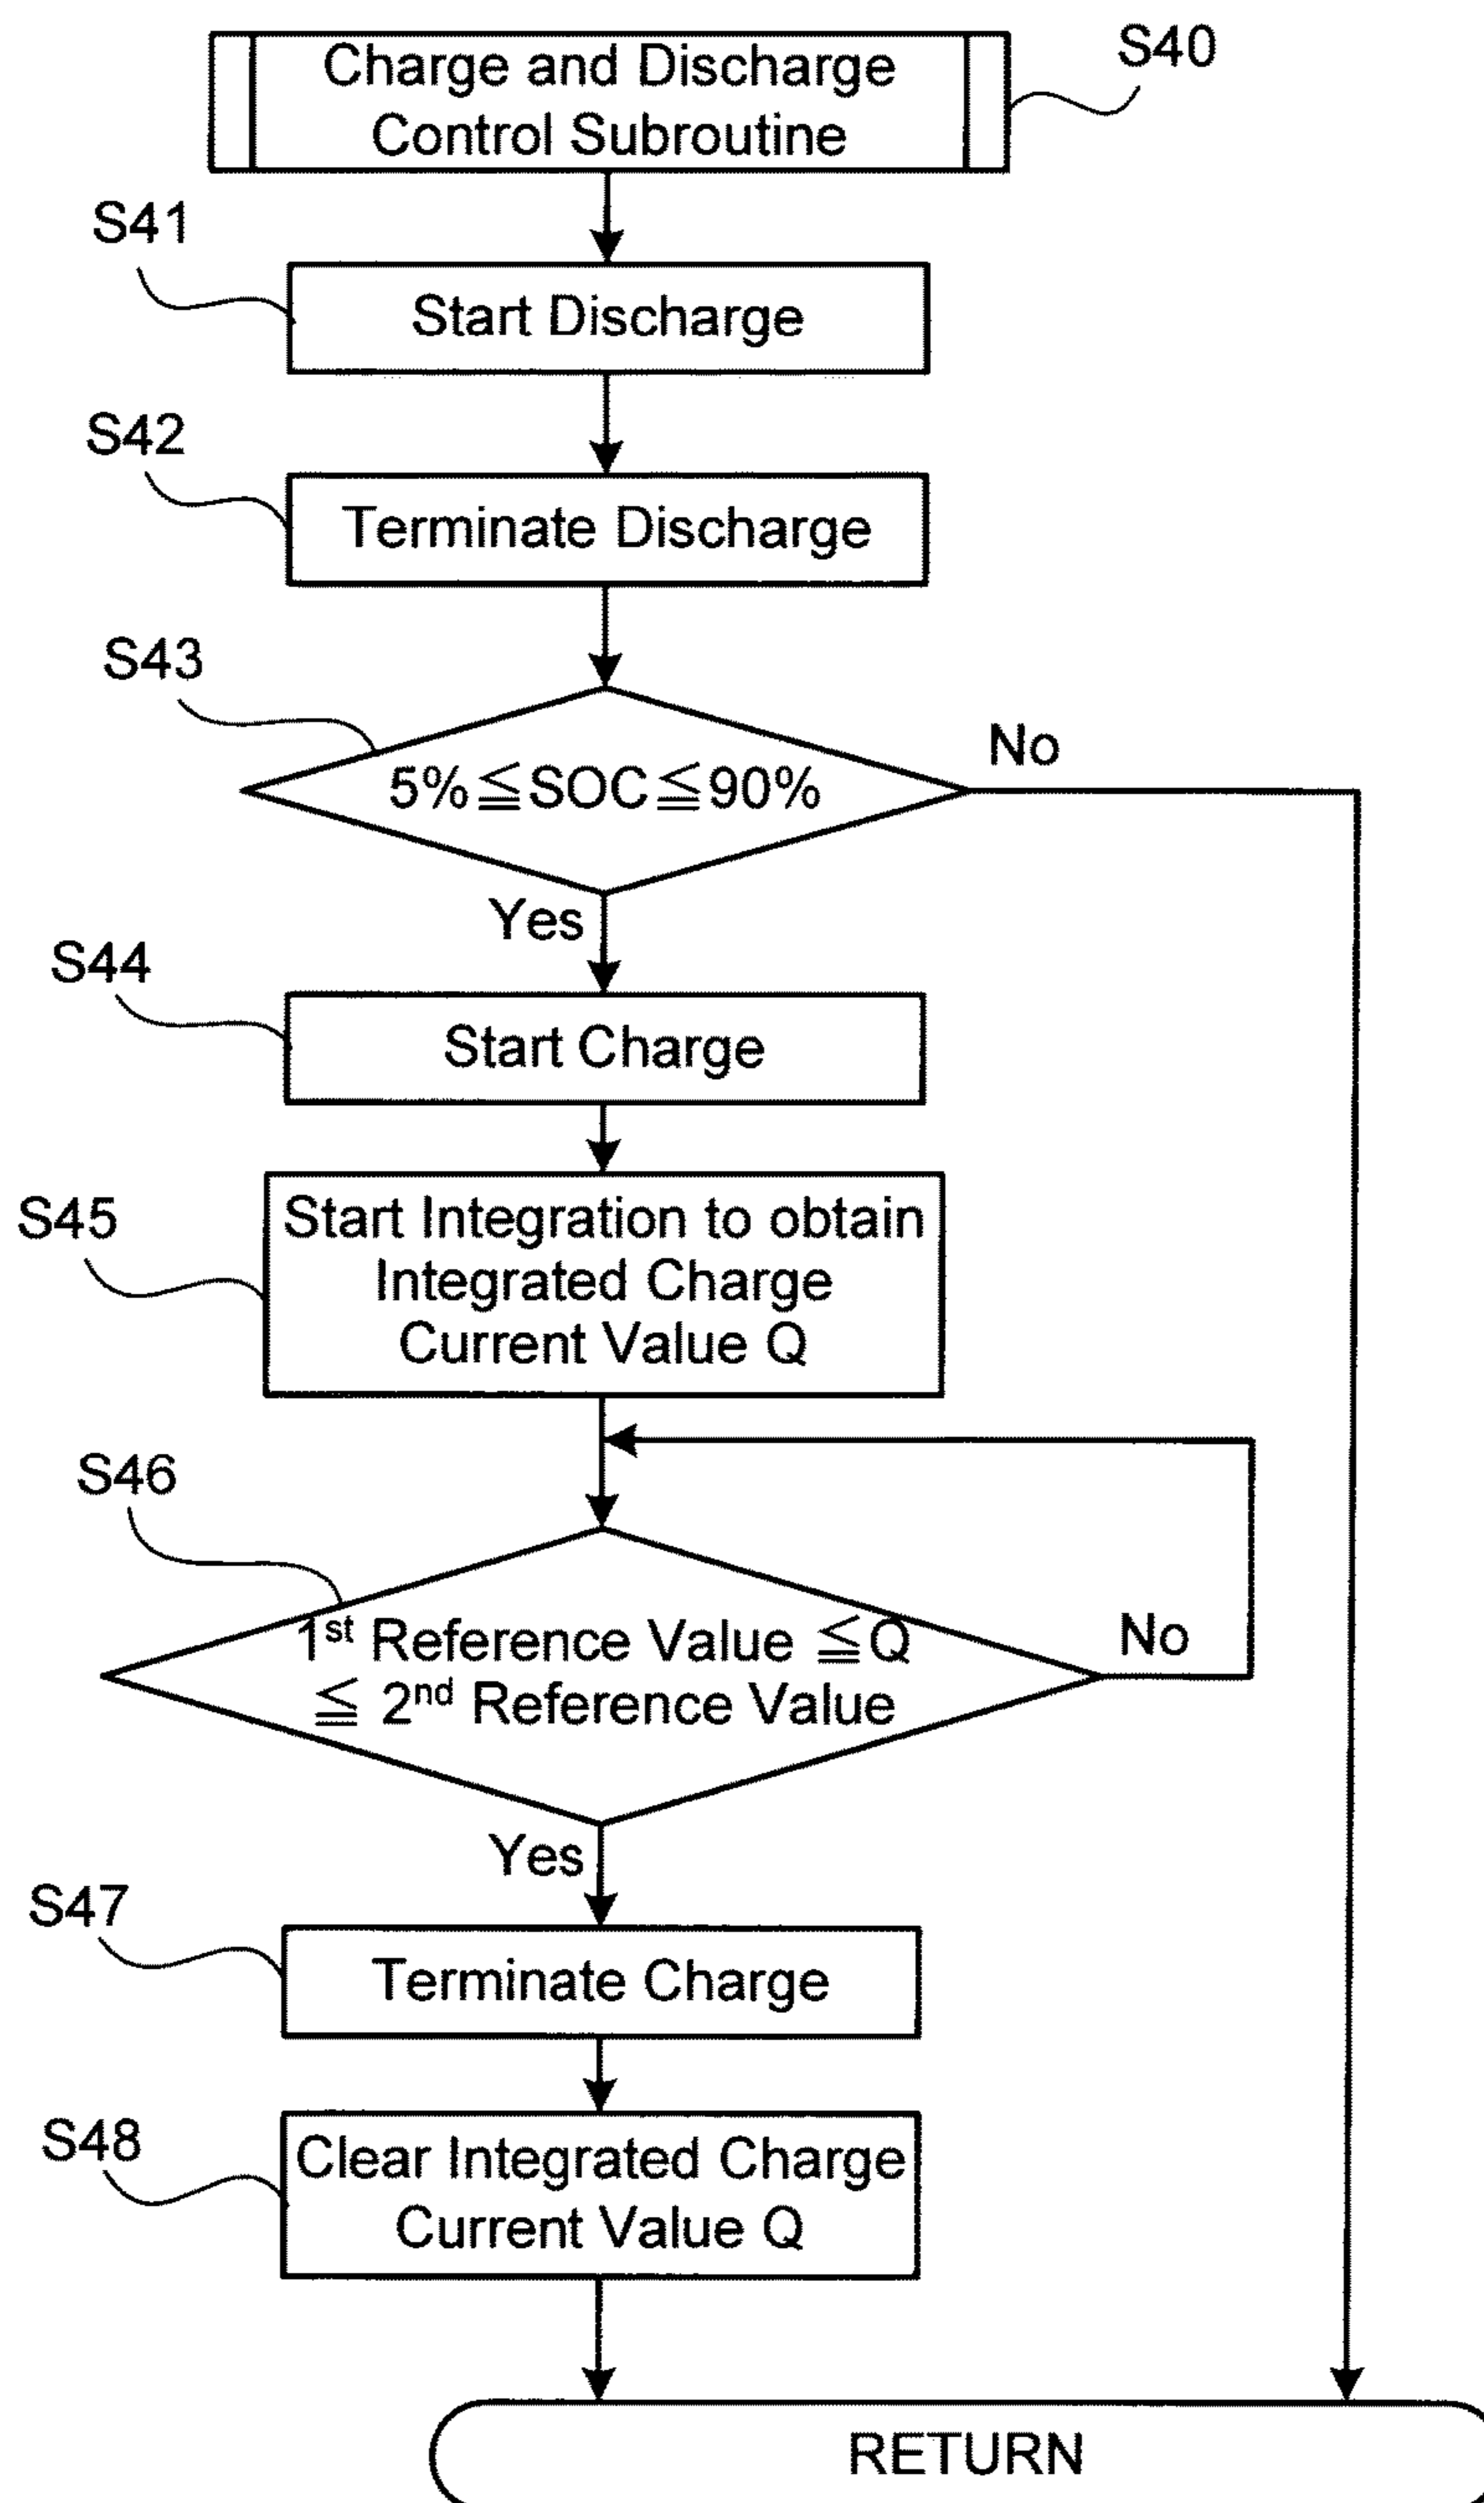 Charge and Discharge
Control Subroutine
S40
S41
Start Discharge
S42
Terminate Discharge
S43
5%≦SOC≦90%
No
Yes
S44
Start Charge
S45
Start Integration to obtain
Integrated Charge
Current Value Q
S46
1st Reference Value ≦Q
≦ 2nd Reference Value
No
Yes
S47
Terminate Charge
S48
Clear Integrated Charge
Current Value Q
RETURN